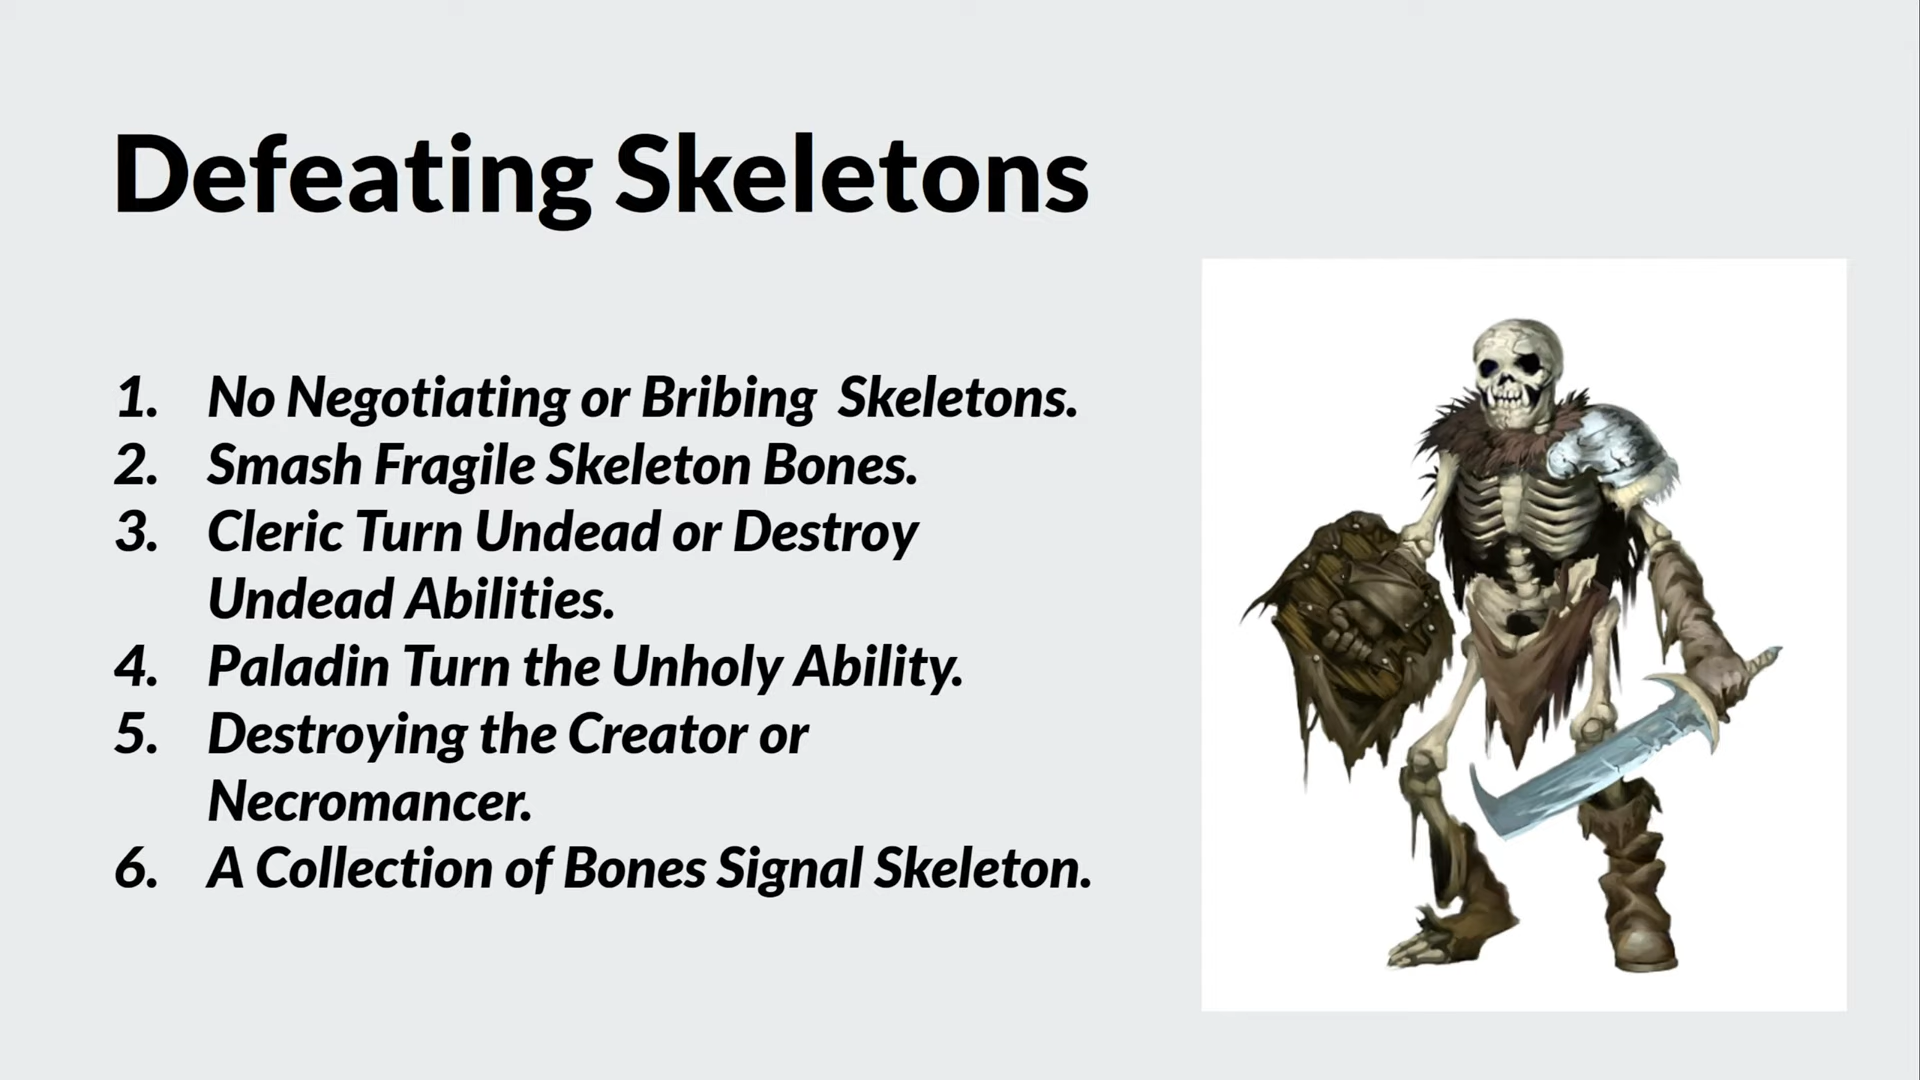 Defeating Skeletons
1. No Negotiating or Bribing Skeletons.
2. Smash Fragile Skeleton Bones.
3. Cleric Turn Undead or Destroy
Undead Abilities.
4. Paladin Turn the Unholy Ability.
5. Destroying the Creator or
Necromancer.
6. A Collection of Bones Signal Skeleton.